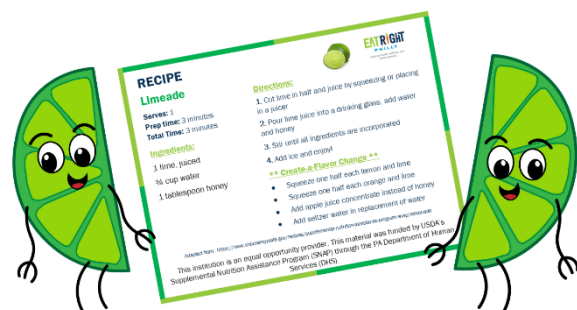 RECIPE
Limeade
Serves: 1
Prep time: 3 minutes
Total Time: 3 minutes
Ingredients:
1 lime, juiced
¾ cup water
1 tablespoon honey
EATRIGHT
PHILLY
Directions:
1. Cut lime in half and juice by squeezing or placing
in a juicer
2. Pour lime juice into a drinking glass, add water
and honey
3. Stir until all ingredients are incorporated
4. Add ice and enjoy!
** Create-a-Flavor Change **
• Squeeze one half each lemon and lime
• Squeeze one half each orange and lime
• Add apple juice concentrate instead of honey
• Add seltzer water in replacement of water
Adapted from:
This institution is an equal opportunity provider. This material was funded by USDA's
Supplemental Nutrition Assistance Program (SNAP) through the PA Department of Human
Services (DHS)